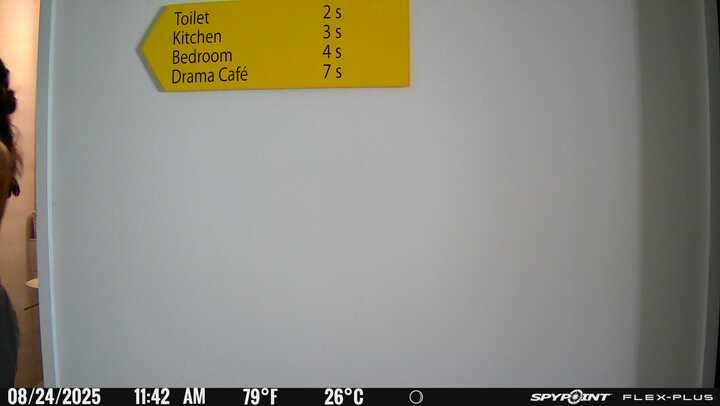 Toilet 2 s
Kitchen 3 s
Bedroom 4 s
Drama Café 7 s
08/24/2025 11:42 AM 79°F 26°C SPYPOINT FLEX-PLUS